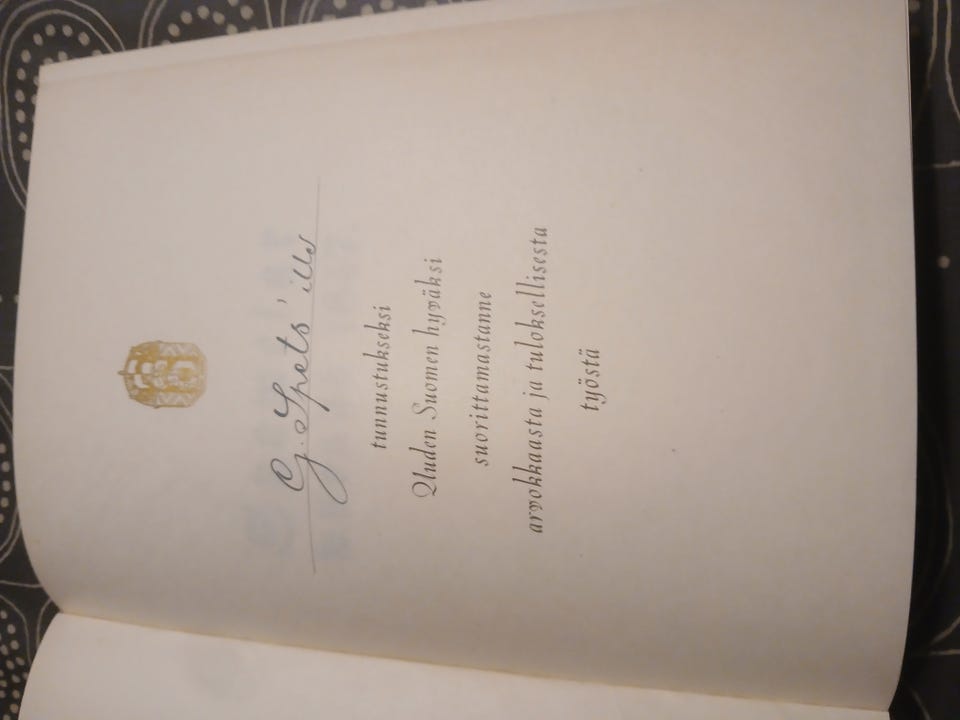 G. Spets'ille
tunnustukseksi
Uuden Suomen hyväksi
suorittamastanne
arvokkaasta ja tuloksellisesta
työstä